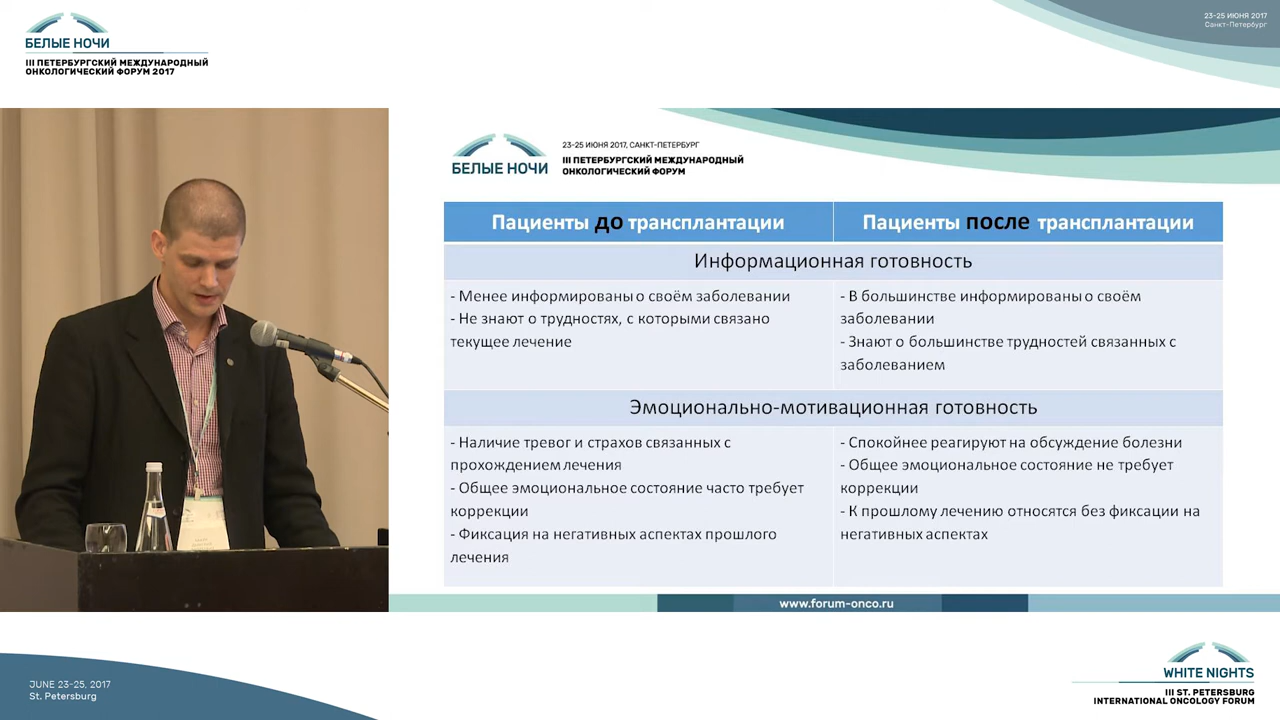 БЕЛЫЕ НОЧИ
III ПЕТЕРБУРГСКИЙ МЕЖДУНАРОДНЫЙ
ОНКОЛОГИЧЕСКИЙ ФОРУМ 2017
23-25 ИЮНЯ 2017
Санкт-Петербург
БЕЛЫЕ НОЧИ
23-25 ИЮНЯ 2017, САНКТ-ПЕТЕРБУРГ
III ПЕТЕРБУРГСКИЙ МЕЖДУНАРОДНЫЙ
ОНКОЛОГИЧЕСКИЙ ФОРУМ
Пациенты до трансплантации
Пациенты после трансплантации
Информационная готовность
- Менее информированы о своём заболевании
- Не знают о трудностях, с которыми связано
текущее лечение
- В большинстве информированы о своём
заболевании
- Знают о большинстве трудностей связанных с
заболеванием
Эмоционально-мотивационная готовность
- Наличие тревог и страхов связанных с
прохождением лечения
- Общее эмоциональное состояние часто требует
коррекции
- Фиксация на негативных аспектах прошлого
лечения
- Спокойнее реагируют на обсуждение болезни
- Общее эмоциональное состояние не требует
коррекции
- К прошлому лечению относятся без фиксации на
негативных аспектах
www.forum-onco.ru
JUNE 23-25, 2017
St. Petersburg
WHITE NIGHTS
III ST. PETERSBURG
INTERNATIONAL ONCOLOGY FORUM